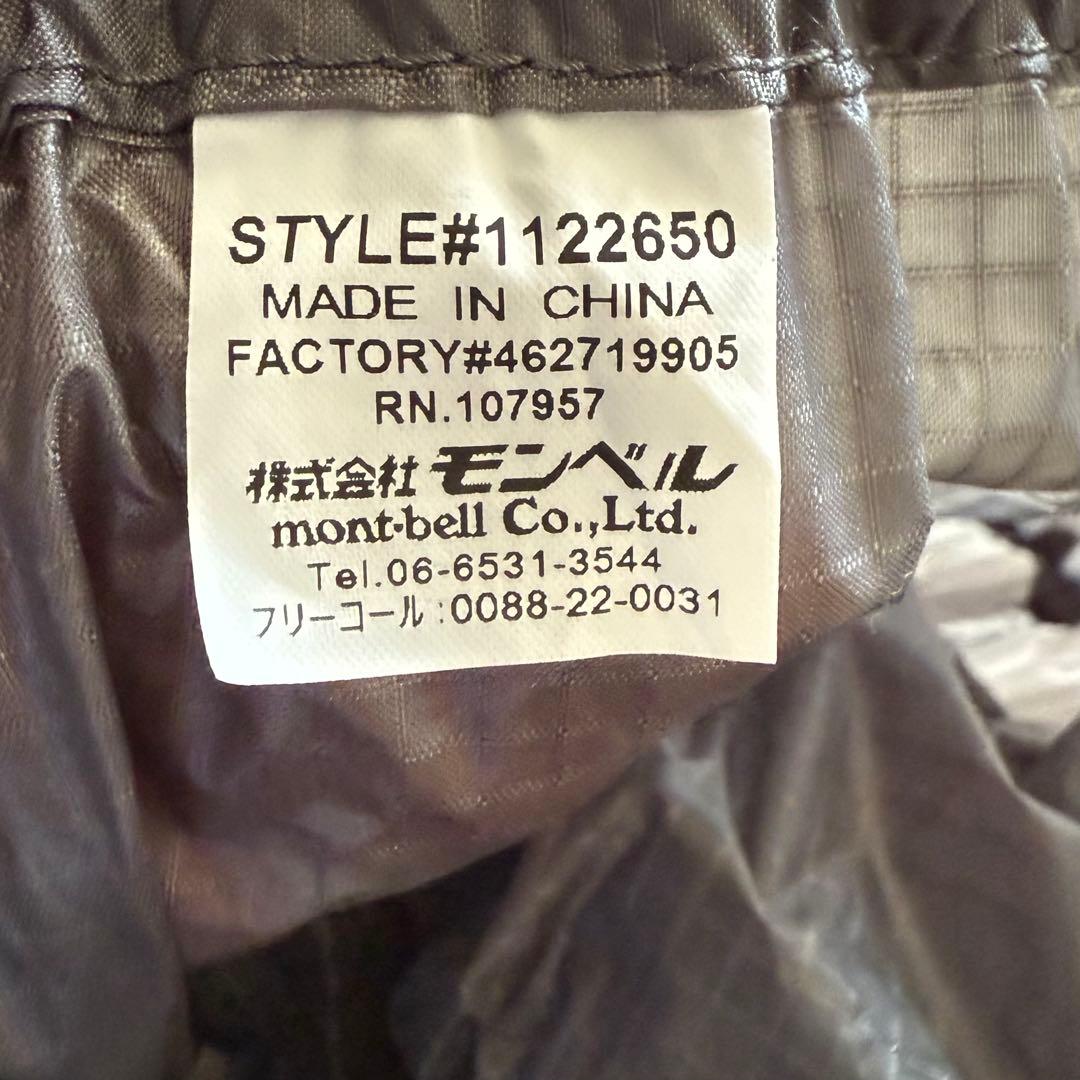 STYLE#1122650
MADE IN CHINA
FACTORY#462719905
RN.107957
株式会社 モンベル
mont-bell Co.,Ltd.
Tel.06-6531-3544
フリーコール:0088-22-0031